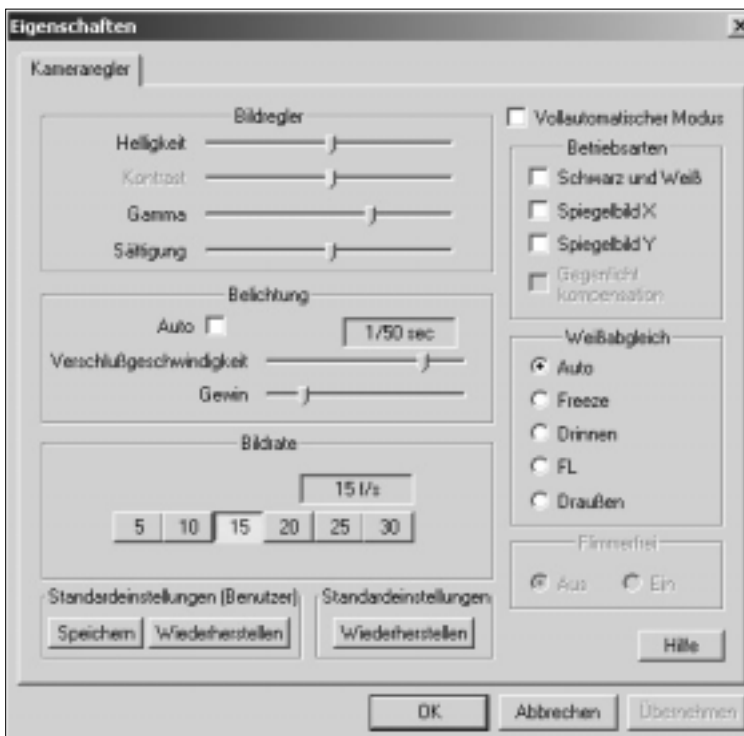 Eigenschaften
Kameraregler
Bildregler
Helligkeit
Kontrast
Gamma
Sättigung
Belichtung
Auto
1/50 sec
Verschlußgeschwindigkeit
Gewin
Bildrate
15 f/s
5 10 15 20 25 30
Standardeinstellungen (Benutzer)
Speichern Wiederherstellen
Standardeinstellungen
Wiederherstellen
Vollautomatischer Modus
Betriebsarten
Schwarz und Weiß
Spiegelbild X
Spiegelbild Y
Gegenlicht
kompensation
Weißabgleich
Auto
Freeze
Drinnen
FL
Draußen
Flimmerfrei
Aus Ein
Hilfe
OK Abbrechen Übernehmen